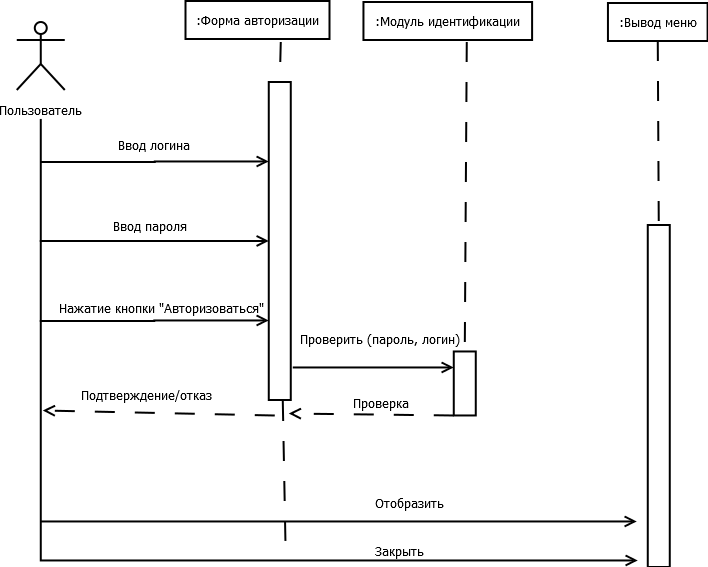 :Форма авторизации
:Модуль идентификации
:Вывод меню
Пользователь
Ввод логина
Ввод пароля
Нажатие кнопки "Авторизоваться"
Проверить (пароль, логин)
Подтверждение/отказ
Проверка
Отобразить
Закрыть